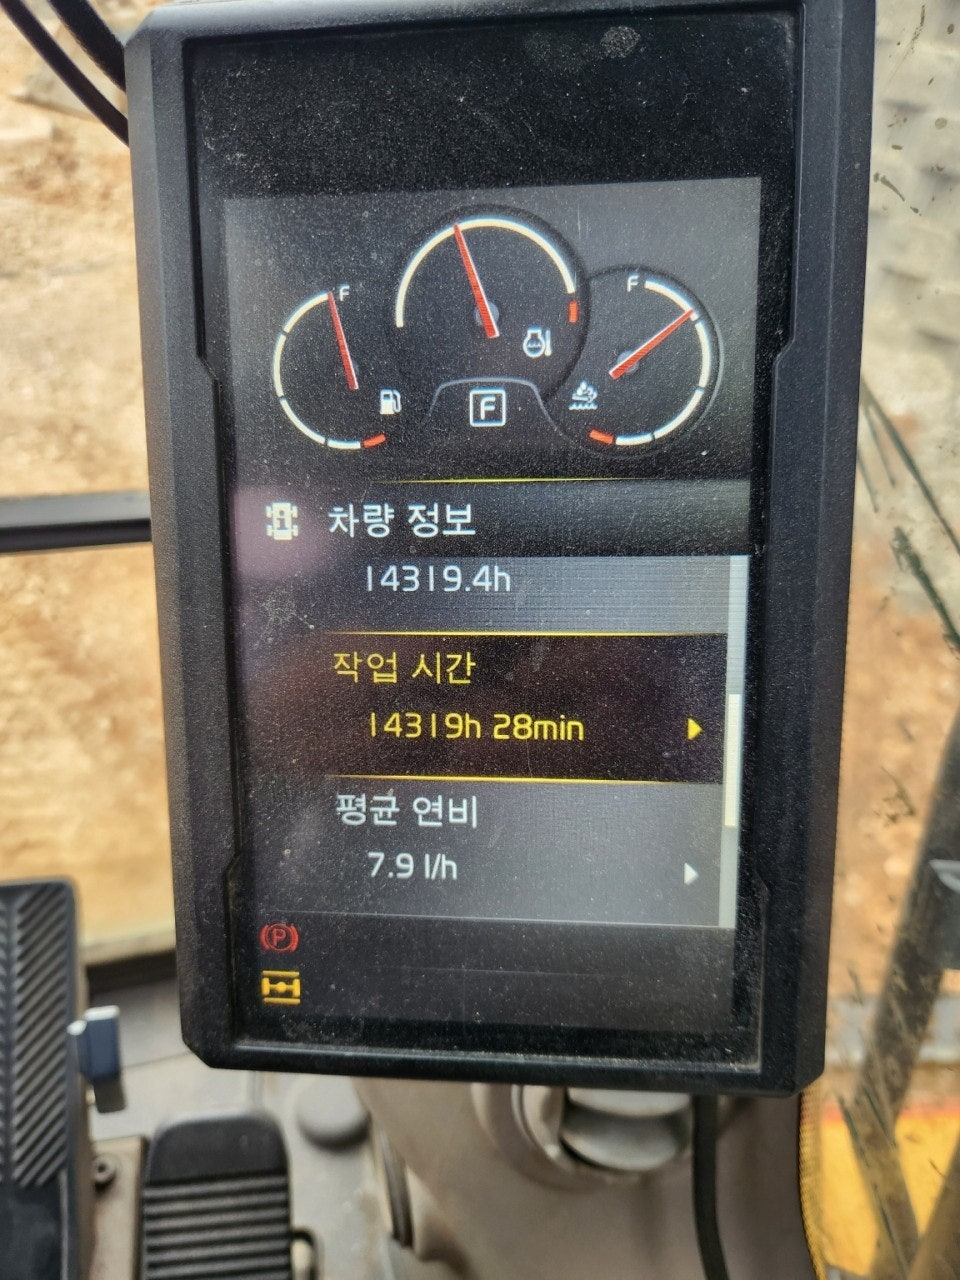 F
F
F
차량 정보
14319.4h
작업 시간
14319h 28min
평균 연비
7.9 l/h
P